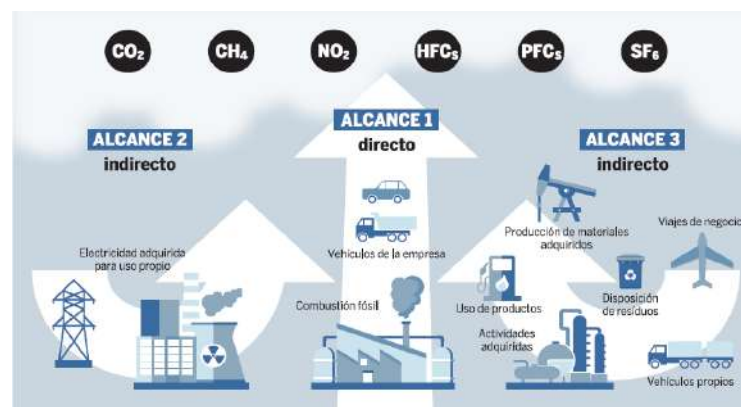 CO₂ CH₄ NO₂ HFCs PFCs SF₆
ALCANCE 2
indirecto
ALCANCE 1
directo
ALCANCE 3
indirecto
Electricidad adquirida
para uso propio
Vehículos de la empresa
Combustión fósil
Producción de materiales
adquiridos
Viajes de negocio
Uso de productos
Disposición
de resíduos
Actividades
adquiridas
Vehículos propios